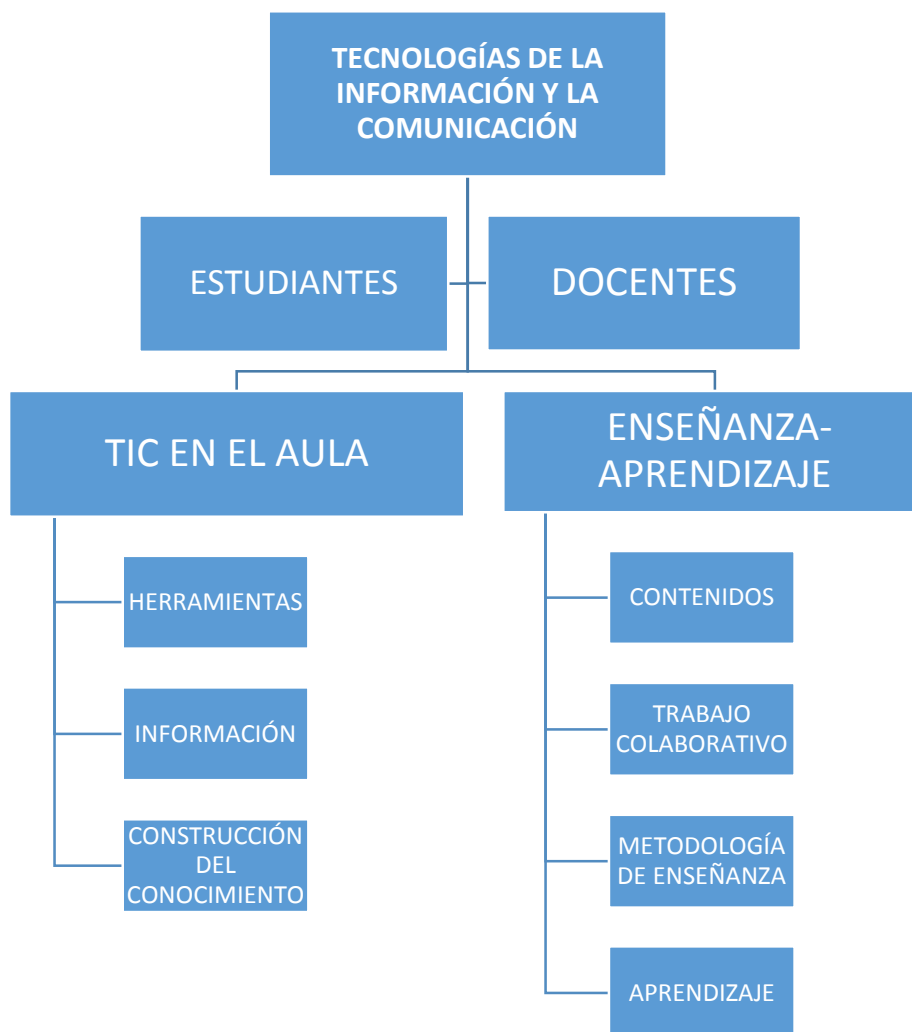 TECNOLOGÍAS DE LA
INFORMACIÓN Y LA
COMUNICACIÓN
ESTUDIANTES
DOCENTES
TIC EN EL AULA
HERRAMIENTAS
INFORMACIÓN
CONSTRUCCIÓN
DEL
CONOCIMIENTO
ENSEÑANZA-
APRENDIZAJE
CONTENIDOS
TRABAJO
COLABORATIVO
METODOLOGÍA
DE ENSEÑANZA
APRENDIZAJE